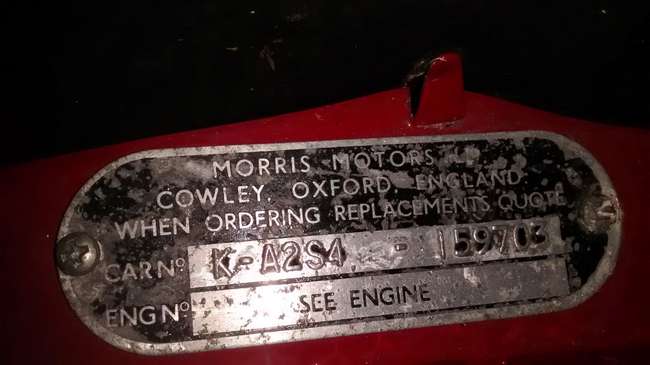 MORRIS MOTORS
COWLEY, OXFORD, ENGLAND
WHEN ORDERING REPLACEMENTS QUOTE
CAR Nº K-A2S4 - 159703
ENG Nº SEE ENGINE